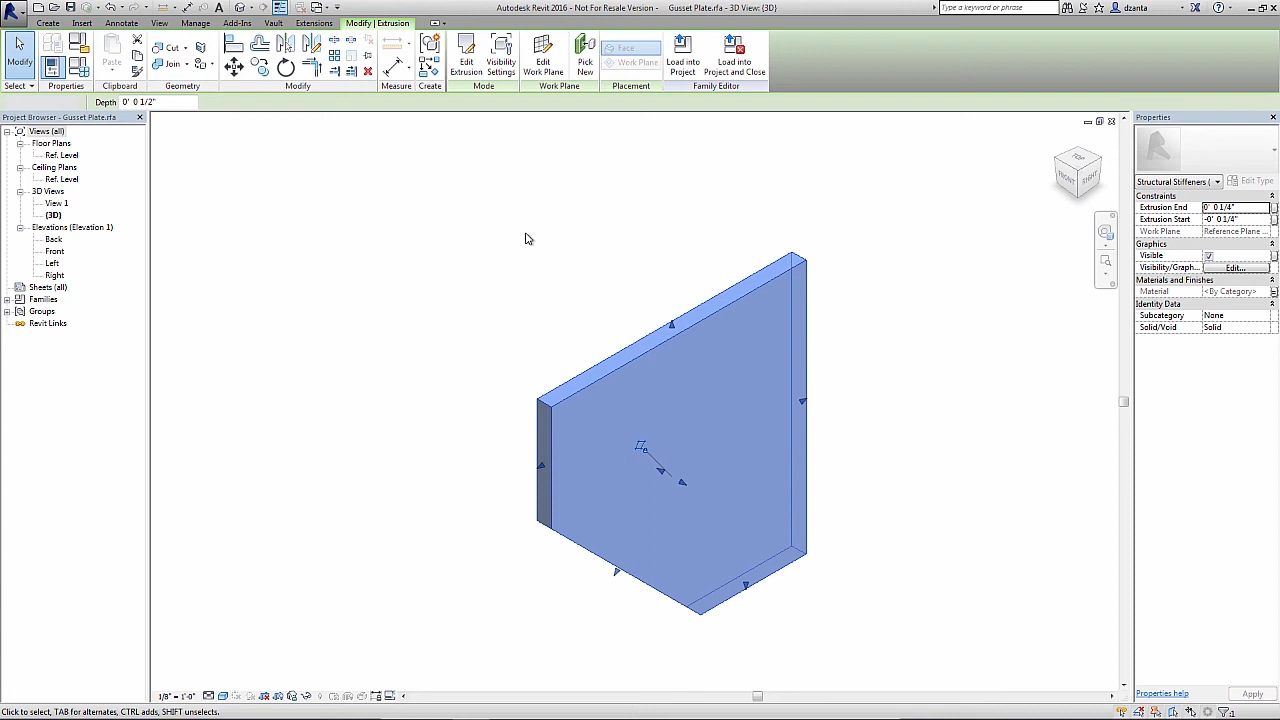 Autodesk Revit 2016 - Not For Resale Version - Gusset Plate.rfa - 3D View: {3D}
Type a keyword or phrase
dzanta
Create Insert Annotate View Manage Add-Ins Vault Extensions Modify | Extrusion
Modify Paste Cut Join Edit Extrusion Visibility Settings Edit Work Plane Pick New Face Work Plane Load into Project Load into Project and Close
Select Properties Clipboard Geometry Modify Measure Create Mode Work Plane Placement Family Editor
Depth 0' 0 1/2"
Project Browser - Gusset Plate.rfa
Views (all)
Floor Plans
Ref. Level
Ceiling Plans
Ref. Level
3D Views
View 1
{3D}
Elevations (Elevation 1)
Back
Front
Left
Right
Sheets (all)
Families
Groups
Revit Links
TOP
FRONT RIGHT
Properties
Structural Stiffeners ( Edit Type
Constraints
Extrusion End 0' 0 1/4"
Extrusion Start -0' 0 1/4"
Work Plane Reference Plane ...
Graphics
Visible
Visibility/Graph... Edit...
Materials and Finishes
Material <By Category>
Identity Data
Subcategory None
Solid/Void Solid
Properties help Apply
1/8" = 1'-0"
Click to select, TAB for alternates, CTRL adds, SHIFT unselects.
:1